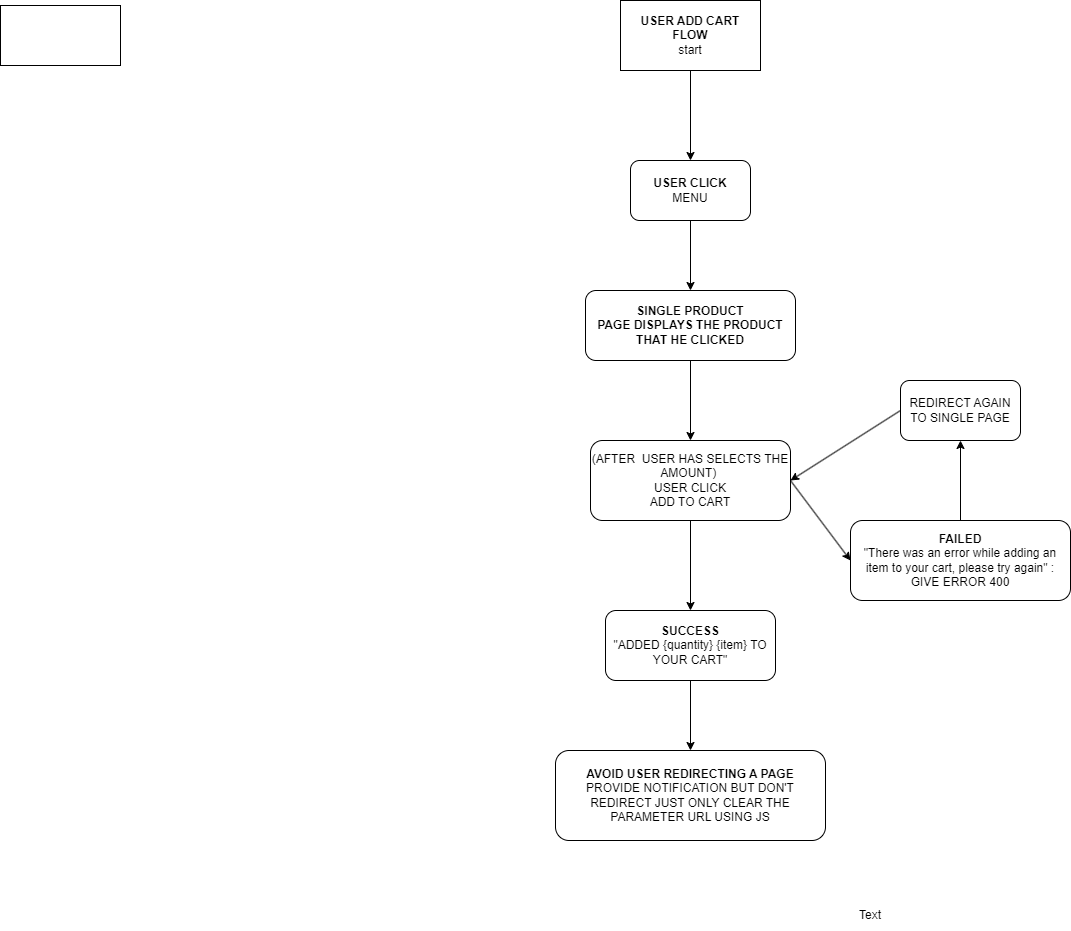 USER ADD CART
FLOW
start
USER CLICK
MENU
SINGLE PRODUCT
PAGE DISPLAYS THE PRODUCT
THAT HE CLICKED
REDIRECT AGAIN
TO SINGLE PAGE
(AFTER  USER HAS SELECTS THE
AMOUNT)
USER CLICK
ADD TO CART
FAILED
"There was an error while adding an
item to your cart, please try again" :
GIVE ERROR 400
SUCCESS
"ADDED {quantity} {item} TO
YOUR CART"
AVOID USER REDIRECTING A PAGE
PROVIDE NOTIFICATION BUT DON'T
REDIRECT JUST ONLY CLEAR THE
PARAMETER URL USING JS
Text